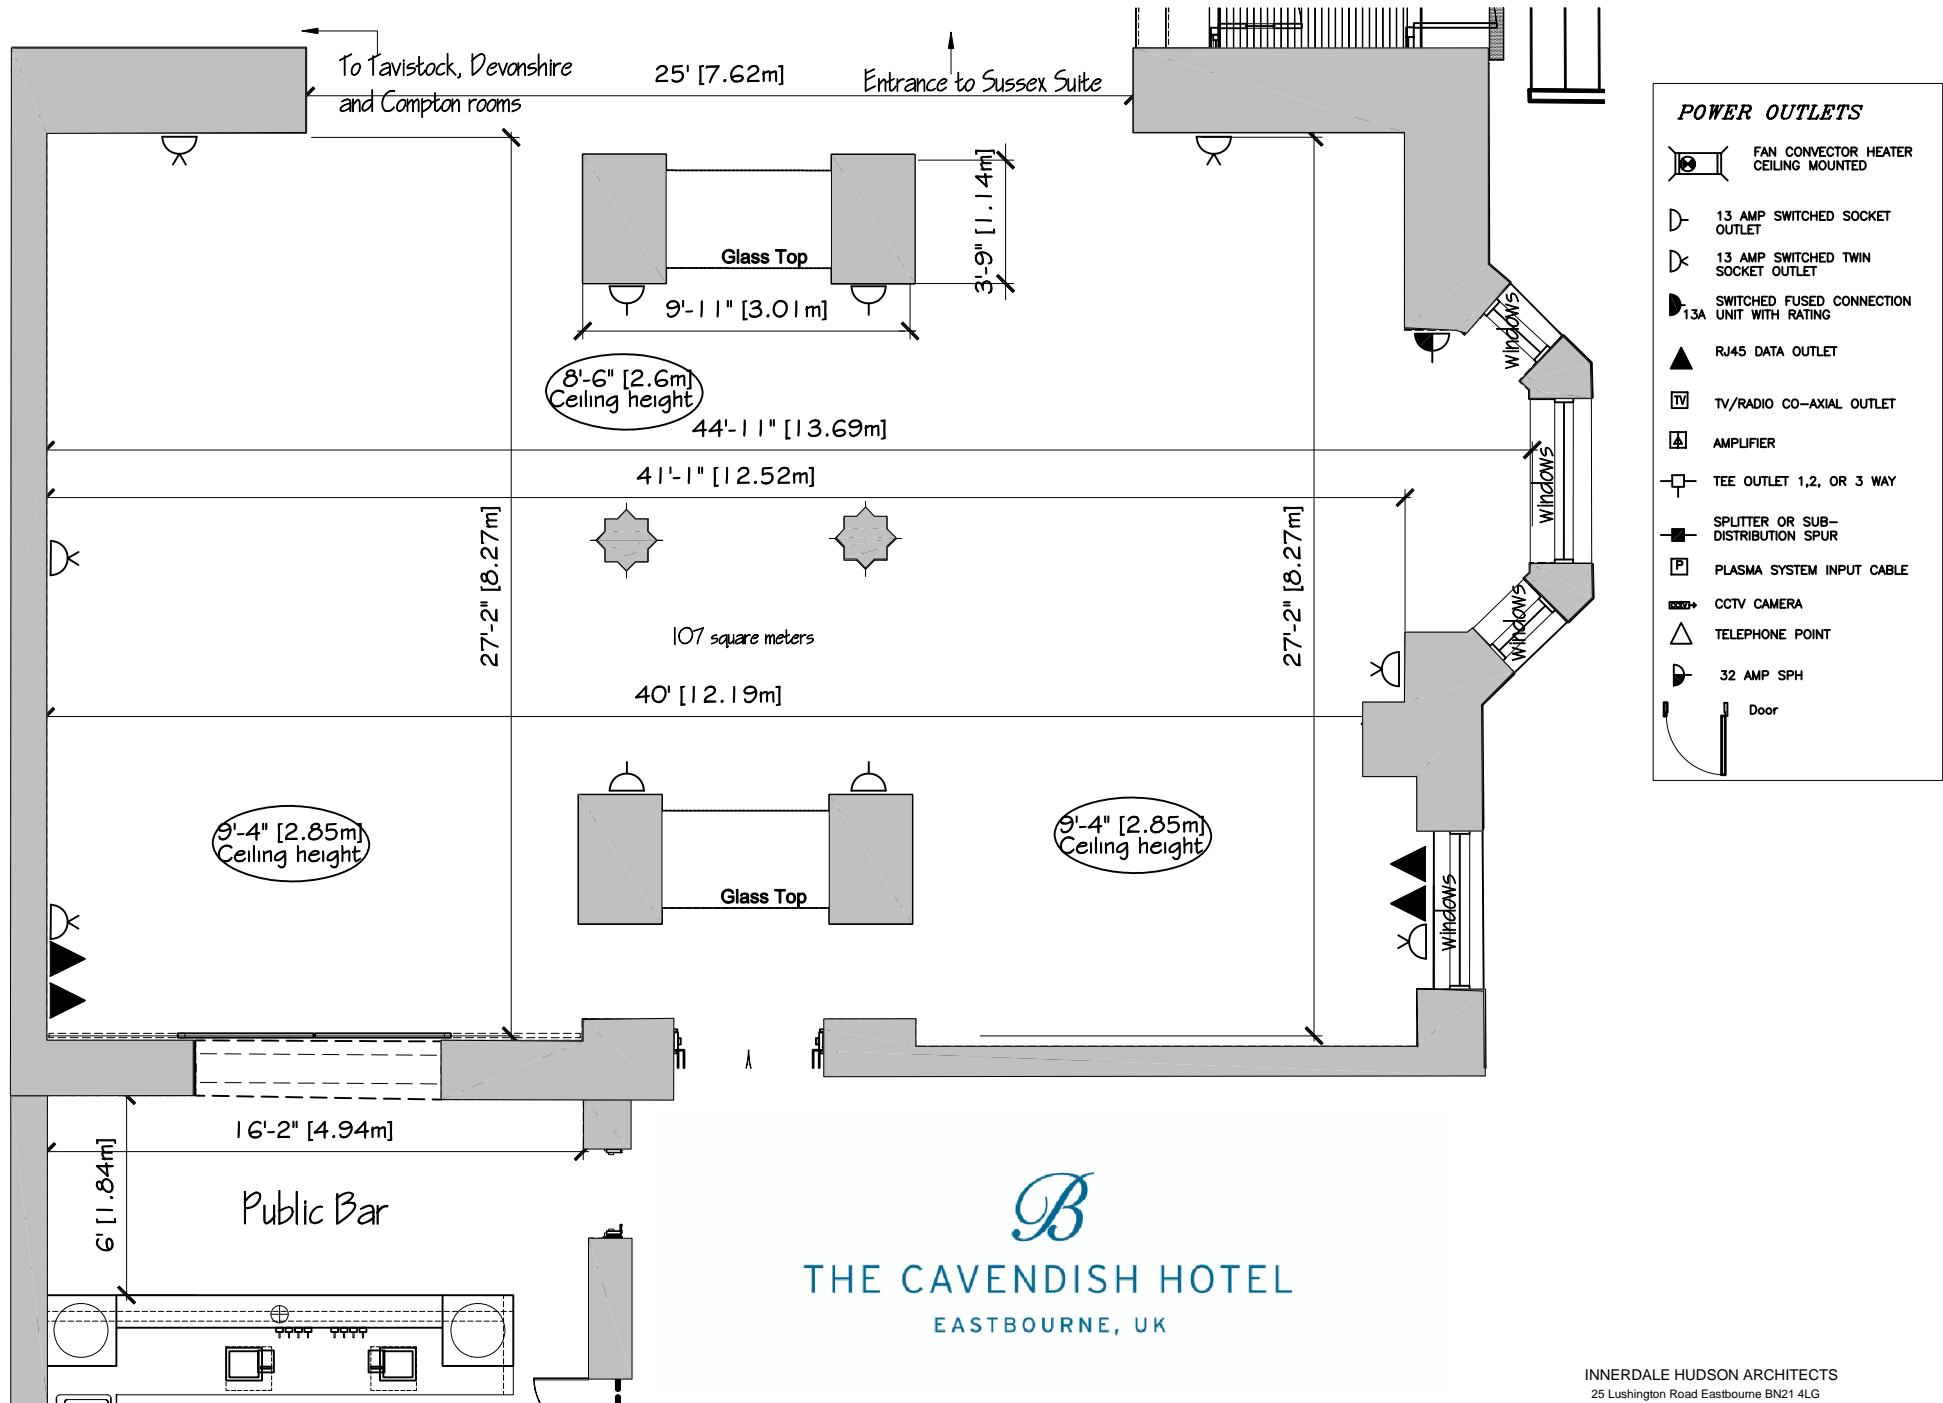 To Tavistock, Devonshire
and Compton rooms
25' [7.62m]
Entrance to Sussex Suite
3'-9" [1.14m]
Glass Top
9'-11" [3.01m]
8'-6" [2.6m]
Ceiling height
44'-11" [13.69m]
41'-1" [12.52m]
27'-2" [8.27m]
27'-2" [8.27m]
107 square meters
40' [12.19m]
Windows
Windows
Windows
Windows
9'-4" [2.85m]
Ceiling height
9'-4" [2.85m]
Ceiling height
Glass Top
16'-2" [4.94m]
6' [1.84m]
Public Bar
B
THE CAVENDISH HOTEL
EASTBOURNE, UK
POWER OUTLETS
FAN CONVECTOR HEATER
CEILING MOUNTED
13 AMP SWITCHED SOCKET
OUTLET
13 AMP SWITCHED TWIN
SOCKET OUTLET
SWITCHED FUSED CONNECTION
13A UNIT WITH RATING
RJ45 DATA OUTLET
TV TV/RADIO CO-AXIAL OUTLET
AMPLIFIER
TEE OUTLET 1,2, OR 3 WAY
SPLITTER OR SUB-
DISTRIBUTION SPUR
P PLASMA SYSTEM INPUT CABLE
CCTV CCTV CAMERA
TELEPHONE POINT
32 AMP SPH
Door
INNERDALE HUDSON ARCHITECTS
25 Lushington Road Eastbourne BN21 4LG